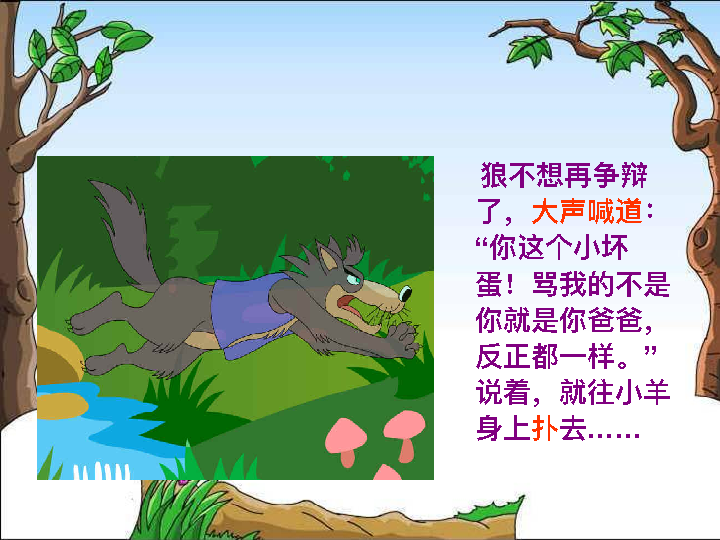 狼不想再争辩
了，大声喊道：
“你这个小坏
蛋！骂我的不是
你就是你爸爸，
反正都一样。”
说着，就往小羊
身上扑去……